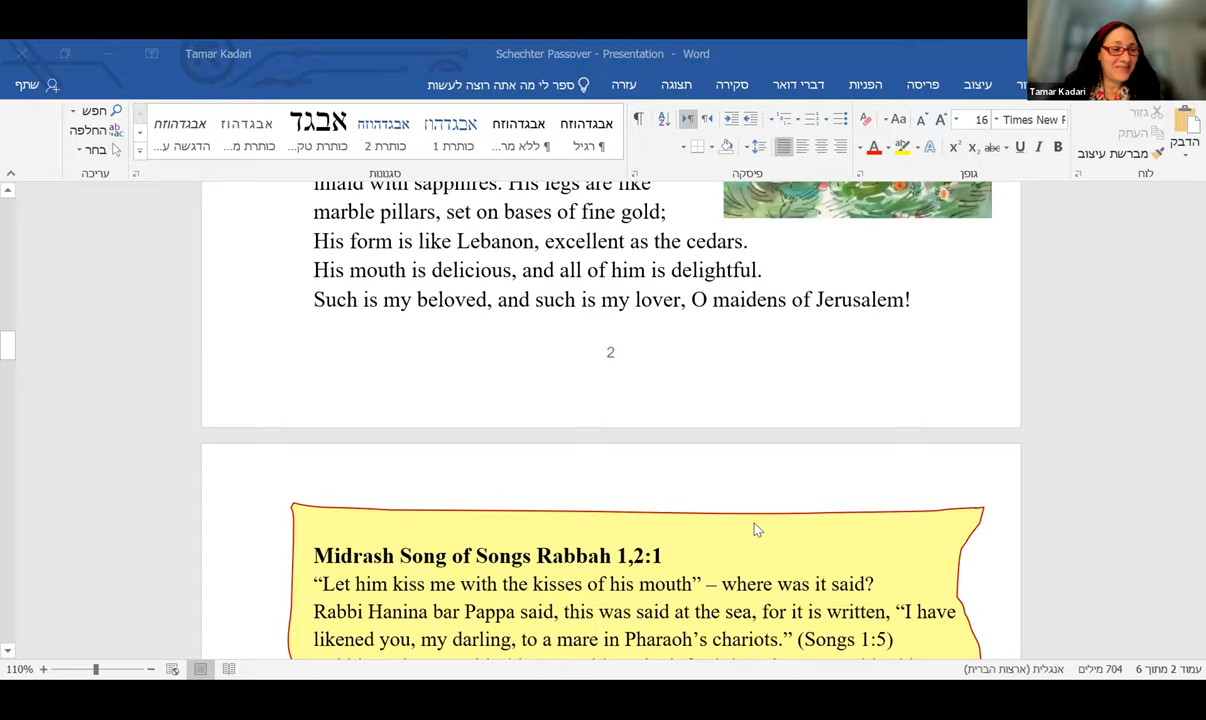 Tamar Kadari
Schechter Passover - Presentation - Word
Tamar Kadari
שתף
ספר לי מה אתה רוצה לעשות
עזרה
תצוגה
סקירה
דברי דואר
הפניות
פריסה
עיצוב
חפש
החלפה
בחר
עריכה
אבגדהוזח
הדגשה ע...
אבגדהוזח
כותרת מ...
אבגד
כותרת טק...
אבגדהוזח
כותרת 2
אבגדהוז
כותרת 1
אבגדהוזח
ללא מר...
אבגדהוזח
רגיל
סגנונות
פיסקה
16
Times New F
Aa
abc
U I B
גופן
גזור
העתק
מברשת עיצוב
הדבק
לוח
inlaid with sapphires. His legs are like
marble pillars, set on bases of fine gold;
His form is like Lebanon, excellent as the cedars.
His mouth is delicious, and all of him is delightful.
Such is my beloved, and such is my lover, O maidens of Jerusalem!
2
Midrash Song of Songs Rabbah 1,2:1
“Let him kiss me with the kisses of his mouth” – where was it said?
Rabbi Hanina bar Pappa said, this was said at the sea, for it is written, “I have
likened you, my darling, to a mare in Pharaoh’s chariots.” (Songs 1:5)
110%
אנגלית (ארצות הברית)
704 מילים
עמוד 2 מתוך 6